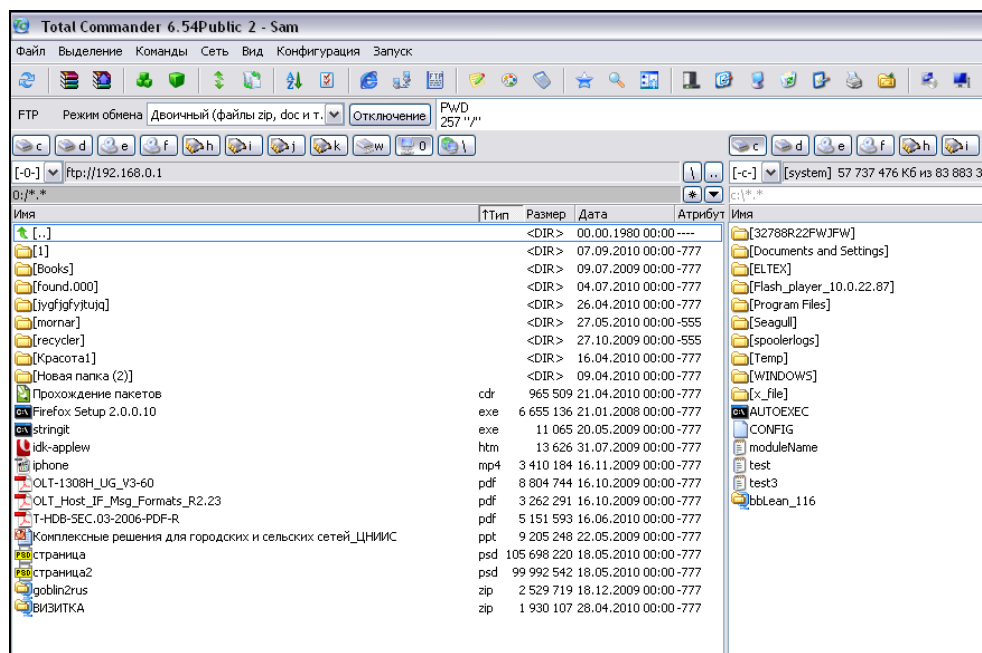 Total Commander 6.54Public 2 - Sam
Файл Выделение Команды Сеть Вид Конфигурация Запуск
FTP Режим обмена Двоичный (файлы zip, doc и т. Отключение PWD
257 "/"
c d e f h i j k w 0 \ c d e f h i
[-0-] ftp://192.168.0.1 \ .. [-c-] [system] 57 737 476 Кб из 83 883 3
0:/*.* * c:\*.*
Имя ↑Тип Размер Дата Атрибут Имя
[..] <DIR> 00.00.1980 00:00 ---- [32788R22FWJFW]
[1] <DIR> 07.09.2010 00:00 -777 [Documents and Settings]
[Books] <DIR> 09.07.2009 00:00 -777 [ELTEX]
[found.000] <DIR> 04.07.2010 00:00 -777 [Flash_player_10.0.22.87]
[jygfjgfyjtujq] <DIR> 26.04.2010 00:00 -777 [Program Files]
[mornar] <DIR> 27.05.2010 00:00 -555 [Seagull]
[recycler] <DIR> 27.10.2009 00:00 -555 [spoolerlogs]
[Красота1] <DIR> 16.04.2010 00:00 -777 [Temp]
[Новая папка (2)] <DIR> 09.04.2010 00:00 -777 [WINDOWS]
Прохождение пакетов cdr 965 509 21.04.2010 00:00 -777 [x_file]
Firefox Setup 2.0.0.10 exe 6 655 136 21.01.2008 00:00 -777 AUTOEXEC
stringit exe 11 065 20.05.2009 00:00 -777 CONFIG
idk-applew htm 13 626 31.07.2009 00:00 -777 moduleName
iphone mp4 3 410 184 16.11.2009 00:00 -777 test
OLT-1308H_UG_V3-60 pdf 8 804 744 16.10.2009 00:00 -777 test3
OLT_Host_IF_Msg_Formats_R2.23 pdf 3 262 291 16.10.2009 00:00 -777 bbLean_116
T-HDB-SEC.03-2006-PDF-R pdf 5 151 593 16.06.2010 00:00 -777
Комплексные решения для городских и сельских сетей_ЦНИИС ppt 9 205 248 22.05.2009 00:00 -777
страница psd 105 698 220 18.05.2010 00:00 -777
страница2 psd 99 992 542 18.05.2010 00:00 -777
goblin2rus zip 2 529 719 18.12.2009 00:00 -777
ВИЗИТКА zip 1 930 107 28.04.2010 00:00 -777